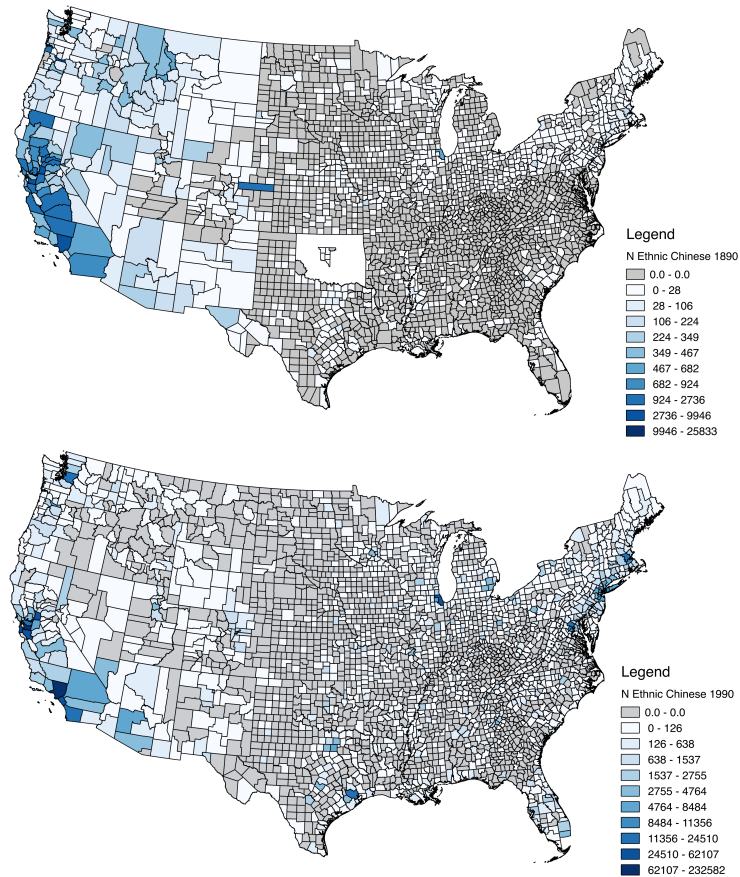 Legend
N Ethnic Chinese 1890
0.0 - 0.0
0 - 28
28 - 106
106 - 224
224 - 349
349 - 467
467 - 682
682 - 924
924 - 2736
2736 - 9946
9946 - 25833
Legend
N Ethnic Chinese 1990
0.0 - 0.0
0 - 126
126 - 638
638 - 1537
1537 - 2755
2755 - 4764
4764 - 8484
8484 - 11356
11356 - 24510
24510 - 62107
62107 - 232582